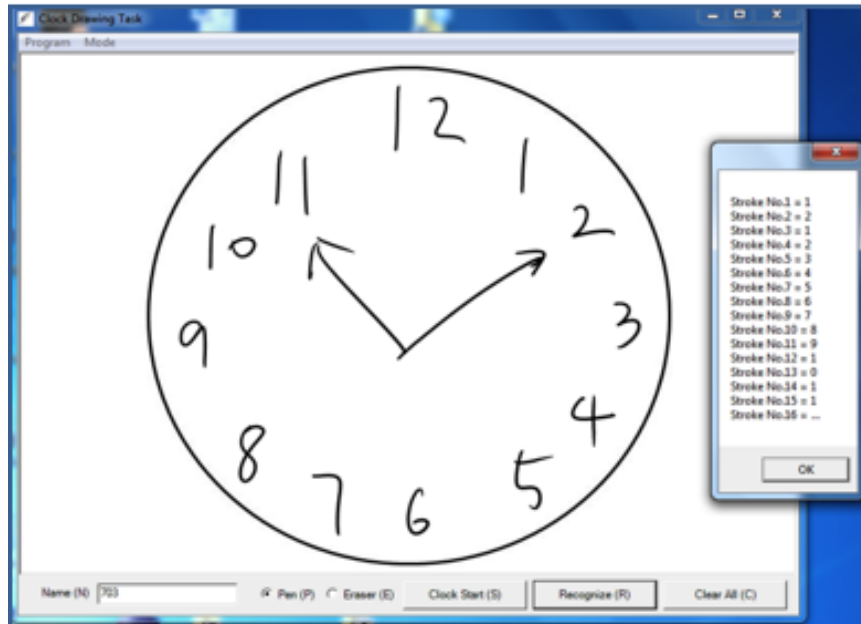 Clock Drawing Task
Program Mode
12
11 1
10 2
9 3
8 4
7 6 5
Stroke No.1 = 1
Stroke No.2 = 2
Stroke No.3 = 1
Stroke No.4 = 2
Stroke No.5 = 3
Stroke No.6 = 4
Stroke No.7 = 5
Stroke No.8 = 6
Stroke No.9 = 7
Stroke No.10 = 8
Stroke No.11 = 9
Stroke No.12 = 1
Stroke No.13 = 0
Stroke No.14 = 1
Stroke No.15 = 1
Stroke No.16 = ...
OK
Name (N) 703 Pen (P) Eraser (E) Clock Start (S) Recognize (R) Clear All (C)